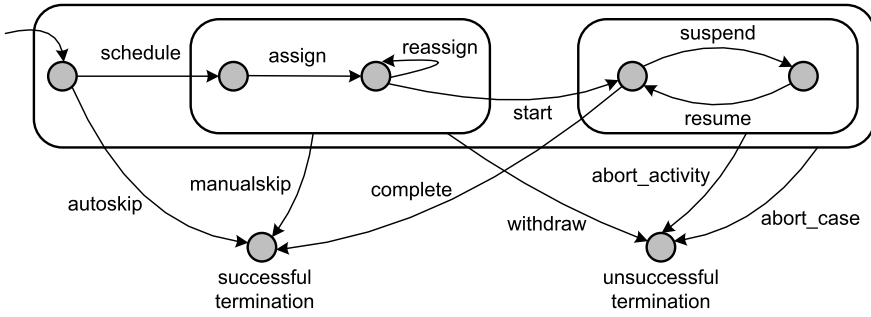 suspend
reassign
schedule
assign
start
resume
manualskip
complete
abort_activity
autoskip
withdraw
abort_case
successful
termination
unsuccessful
termination